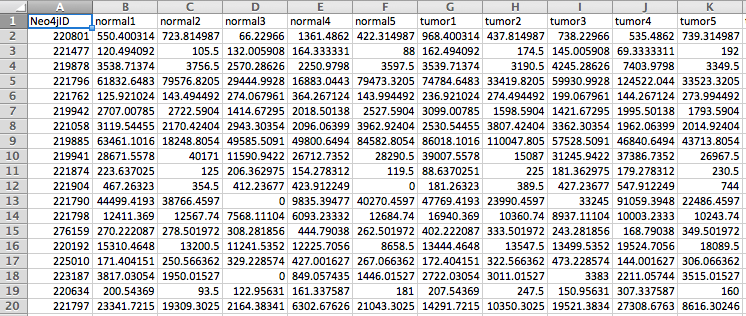 A B C D E F G H I J K
1 Neo4jID normal1 normal2 normal3 normal4 normal5 tumor1 tumor2 tumor3 tumor4 tumor5
2 220801 550.400314 723.814987 66.22966 1361.4862 422.314987 968.400314 437.814987 738.22966 535.4862 739.314987
3 221477 120.494092 105.5 132.005908 164.333331 88 162.494092 174.5 145.005908 69.3333311 192
4 219878 3538.71374 3756.5 2570.28626 2250.9798 3597.5 3539.71374 3190.5 4245.28626 7403.9798 3349.5
5 221796 61832.6483 79576.8205 29444.9928 16883.0443 79473.3205 74784.6483 33419.8205 59930.9928 124522.044 33523.3205
6 221762 125.921024 143.494492 274.067961 364.267124 143.994492 236.921024 274.494492 199.067961 144.267124 273.994492
7 219942 2707.00785 2722.5904 1414.67295 2018.50138 2527.5904 3099.00785 1598.5904 1421.67295 1995.50138 1793.5904
8 221058 3119.54455 2170.42404 2943.30354 2096.06399 3962.92404 2530.54455 3807.42404 3362.30354 1962.06399 2014.92404
9 219885 63461.1016 18248.8054 49585.5091 49800.6494 84582.8054 86018.1016 110047.805 57528.5091 46840.6494 43713.8054
10 219941 28671.5578 40171 11590.9422 26712.7352 28290.5 39007.5578 15087 31245.9422 37386.7352 26967.5
11 221874 223.637025 125 206.362975 154.278312 119.5 88.6370251 225 181.362975 179.278312 230.5
12 221904 467.26323 354.5 412.23677 423.912249 0 181.26323 389.5 427.23677 547.912249 744
13 221790 44499.4193 38766.4597 0 9835.39477 40270.4597 47769.4193 23990.4597 33245 91059.3948 22486.4597
14 221798 12411.369 12567.74 7568.11104 6093.23332 12684.74 16940.369 10360.74 8937.11104 10003.2333 10243.74
15 276159 270.222087 278.501972 308.281856 444.79038 262.501972 402.222087 333.501972 243.281856 168.79038 349.501972
16 220192 15310.4648 13200.5 11241.5352 12225.7056 8658.5 13444.4648 13547.5 13499.5352 19524.7056 18089.5
17 225010 171.404151 250.566362 329.228574 427.001627 267.066362 172.404151 322.566362 473.228574 144.001627 306.066362
18 223187 3817.03054 1950.01527 0 849.057435 1446.01527 2722.03054 3011.01527 3383 2211.05744 3515.01527
19 220634 200.54369 93.5 122.95631 161.337587 181 207.54369 247.5 150.95631 307.337587 160
20 221797 23341.7215 19309.3025 2164.38341 6302.67626 21043.3025 14291.7215 10350.3025 19521.3834 27308.6763 8616.30246